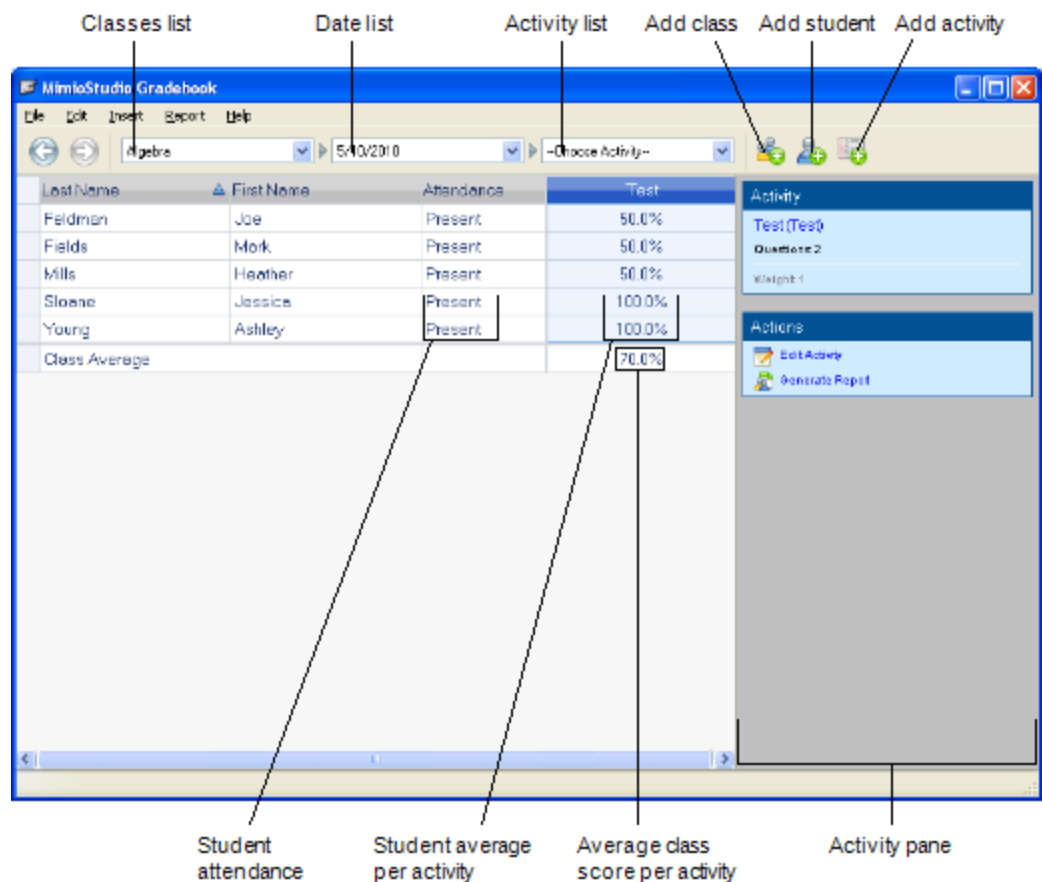 Classes list Date list Activity list Add class Add student Add activity
MimioStudio Gradebook
File Edit Insert Report Help
Algebra 5/10/2010 --Choose Activity--
Last Name First Name Attendance Test
Feldman Joe Present 50.0%
Fields Mark Present 50.0%
Mills Heather Present 50.0%
Sloane Jessica Present 100.0%
Young Ashley Present 100.0%
Class Average 70.0%
Activity
Test (Test)
Questions 2
Weight 1
Actions
Edit Activity
Generate Report
Student attendance
Student average per activity
Average class score per activity
Activity pane